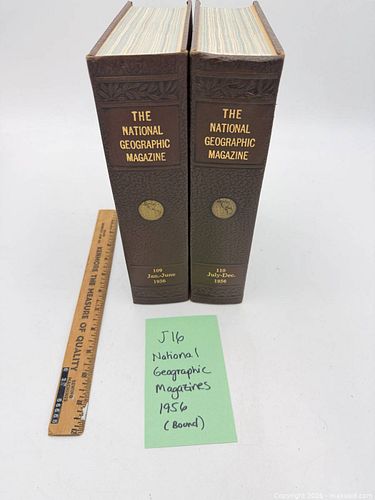 THE
NATIONAL
GEOGRAPHIC
MAGAZINE
109
Jan.-June
1956
THE
NATIONAL
GEOGRAPHIC
MAGAZINE
110
July-Dec.
1956
THE MEASURE OF QUALITY
J16
National
Geographic
Magazines
1956
(Bound)